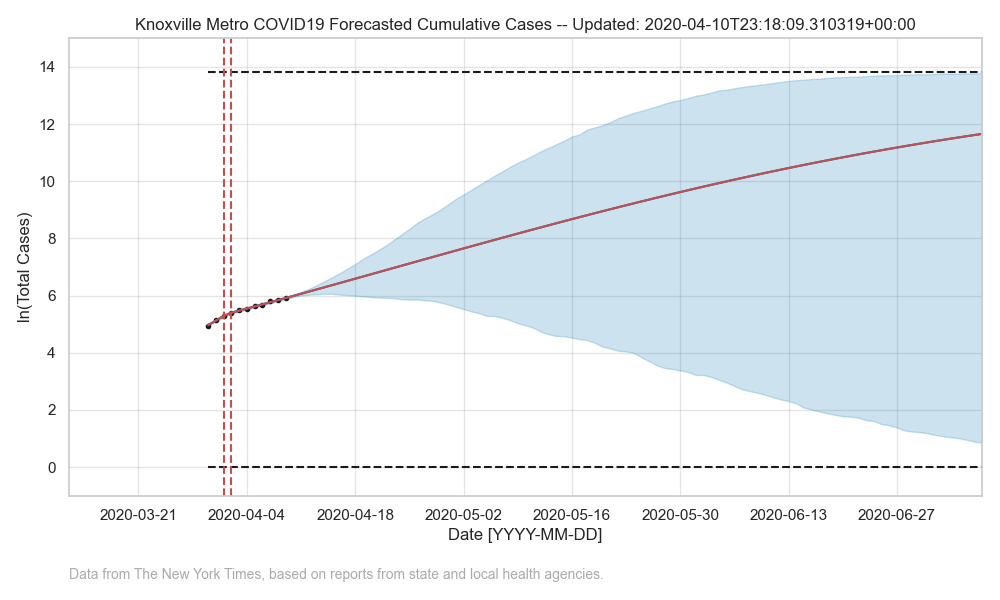 Knoxville Metro COVID19 Forecasted Cumulative Cases -- Updated: 2020-04-10T23:18:09.310319+00:00
14
12
10
8
6
4
2
0
ln(Total Cases)
2020-03-21 2020-04-04 2020-04-18 2020-05-02 2020-05-16 2020-05-30 2020-06-13 2020-06-27
Date [YYYY-MM-DD]
Data from The New York Times, based on reports from state and local health agencies.